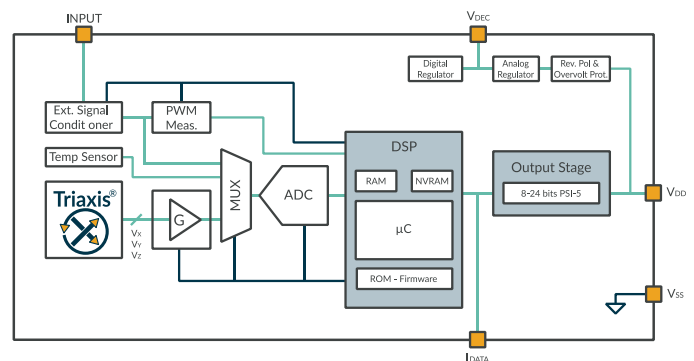 INPUT
VDEC
Digital
Regulator
Analog
Regulator
Rev. Pol &
Overvolt Prot.
Ext. Signal
Condit oner
PWM
Meas.
Temp Sensor
Triaxis®
VX
VY
VZ
G
MUX
ADC
DSP
RAM
NVRAM
µC
ROM - Firmware
Output Stage
8-24 bits PSI-5
VDD
VSS
IDATA